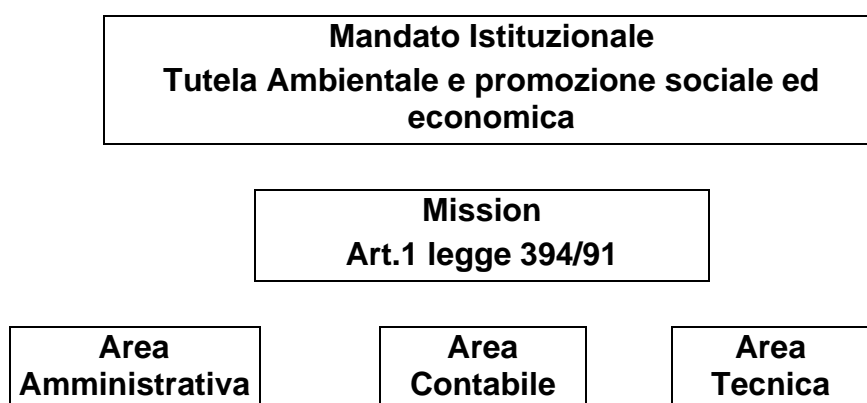 Mandato Istituzionale
Tutela Ambientale e promozione sociale ed
economica
Mission
Art.1 legge 394/91
Area
Amministrativa
Area
Contabile
Area
Tecnica